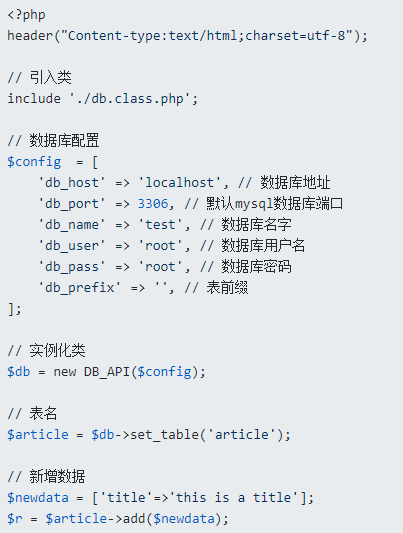 <?php
header("Content-type:text/html;charset=utf-8");
// 引入类
include './db.class.php';
// 数据库配置
$config  = [
    'db_host' => 'localhost', // 数据库地址
    'db_port' => 3306, // 默认mysql数据库端口
    'db_name' => 'test', // 数据库名字
    'db_user' => 'root', // 数据库用户名
    'db_pass' => 'root', // 数据库密码
    'db_prefix' => '', // 表前缀
];
// 实例化类
$db = new DB_API($config);
// 表名
$article = $db->set_table('article');
// 新增数据
$newdata = ['title'=>'this is a title'];
$r = $article->add($newdata);